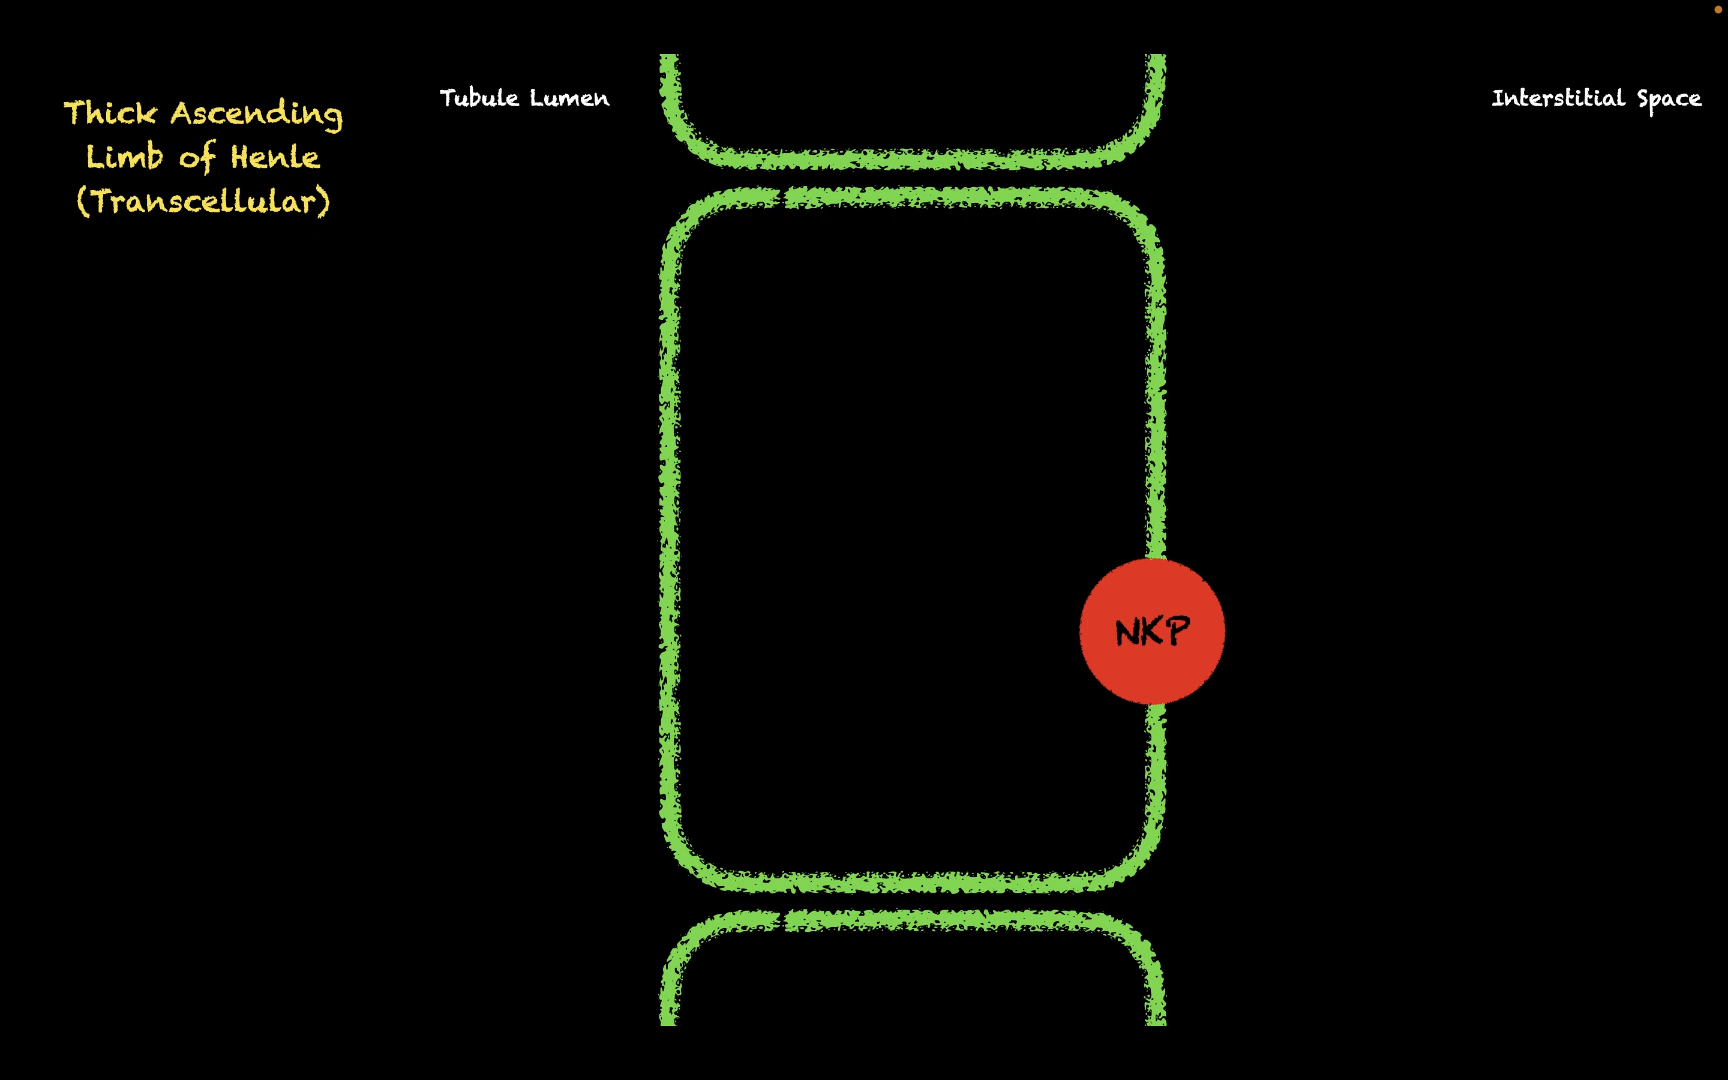 Thick Ascending
Limb of Henle
(Transcellular)
Tubule Lumen
Interstitial Space
NKP